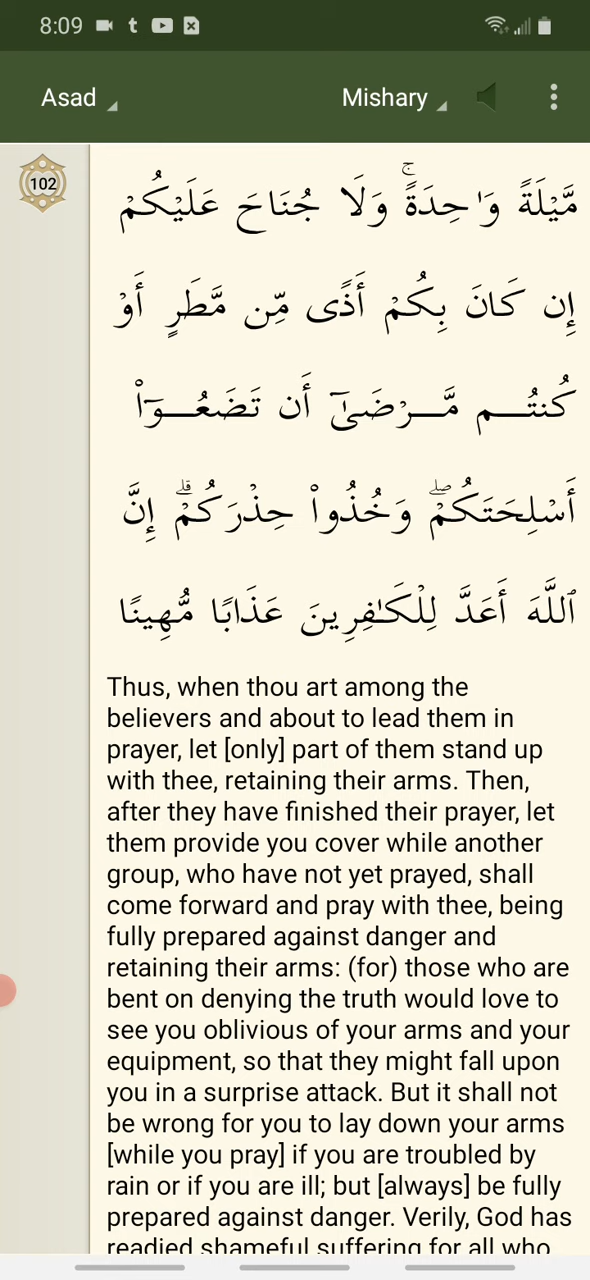 8:09
Asad Mishary
102
مَّيْلَةً وَٰحِدَةً ۚ وَلَا جُنَاحَ عَلَيْكُمْ
إِن كَانَ بِكُمْ أَذًى مِّن مَّطَرٍ أَوْ
كُنتُم مَّرْضَىٰٓ أَن تَضَعُوٓا۟
أَسْلِحَتَكُمْ ۖ وَخُذُوا۟ حِذْرَكُمْ ۗ إِنَّ
ٱللَّهَ أَعَدَّ لِلْكَـٰفِرِينَ عَذَابًا مُّهِينًا
Thus, when thou art among the
believers and about to lead them in
prayer, let [only] part of them stand up
with thee, retaining their arms. Then,
after they have finished their prayer, let
them provide you cover while another
group, who have not yet prayed, shall
come forward and pray with thee, being
fully prepared against danger and
retaining their arms: (for) those who are
bent on denying the truth would love to
see you oblivious of your arms and your
equipment, so that they might fall upon
you in a surprise attack. But it shall not
be wrong for you to lay down your arms
[while you pray] if you are troubled by
rain or if you are ill; but [always] be fully
prepared against danger. Verily, God has
readied shameful suffering for all who